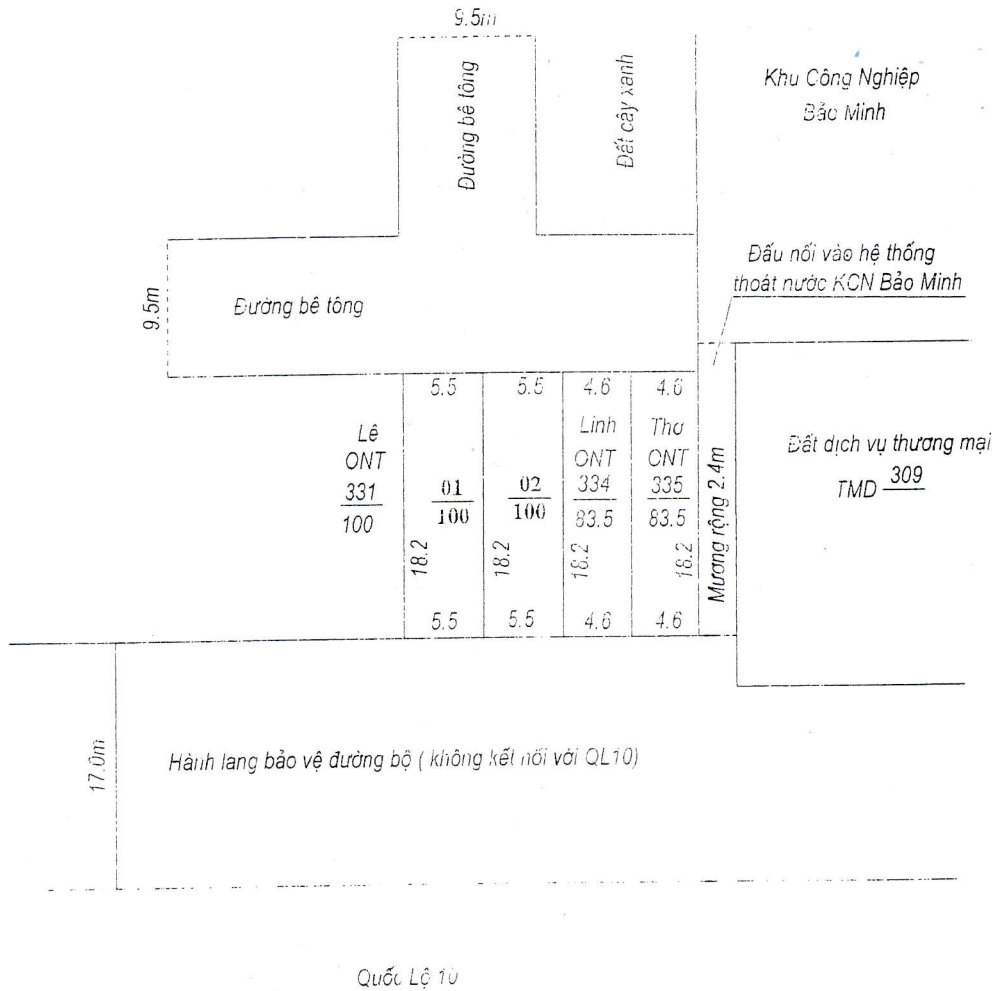 9.5m
Đường bê tông
Đất cây xanh
Khu Công Nghiệp
Bảo Minh
Đấu nối vào hệ thống
thoát nước KCN Bảo Minh
9.5m
Đường bê tông
5.5 5.5 4.6 4.6
Lê
ONT
331
100
01
100
02
100
Linh
ONT
334
83.5
Thơ
ONT
335
83.5
18.2 18.2 18.2 18.2
5.5 5.5 4.6 4.6
Mương rộng 2.4m
Đất dịch vụ thương mại
TMD 309
17.0m
Hành lang bảo vệ đường bộ ( không kết nối với QL10)
Quốc Lộ 10